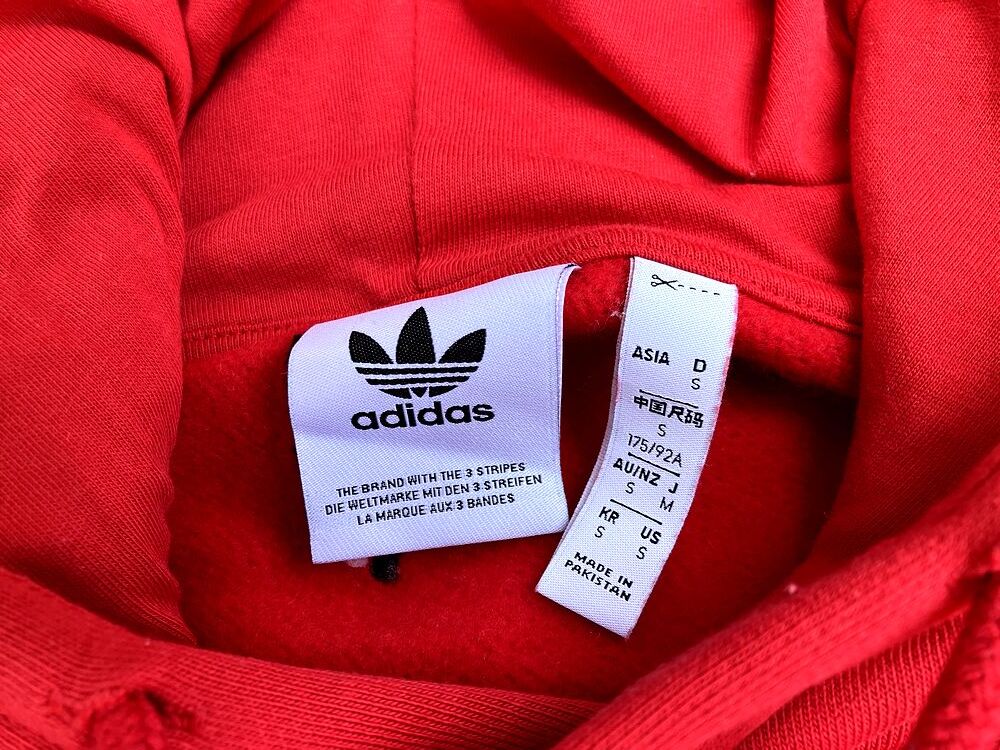 adidas
THE BRAND WITH THE 3 STRIPES
DIE WELTMARKE MIT DEN 3 STREIFEN
LA MARQUE AUX 3 BANDES
ASIA D
S
中国尺码
S
175/92A
AU/NZ J
S M
KR US
S S
MADE IN
PAKISTAN